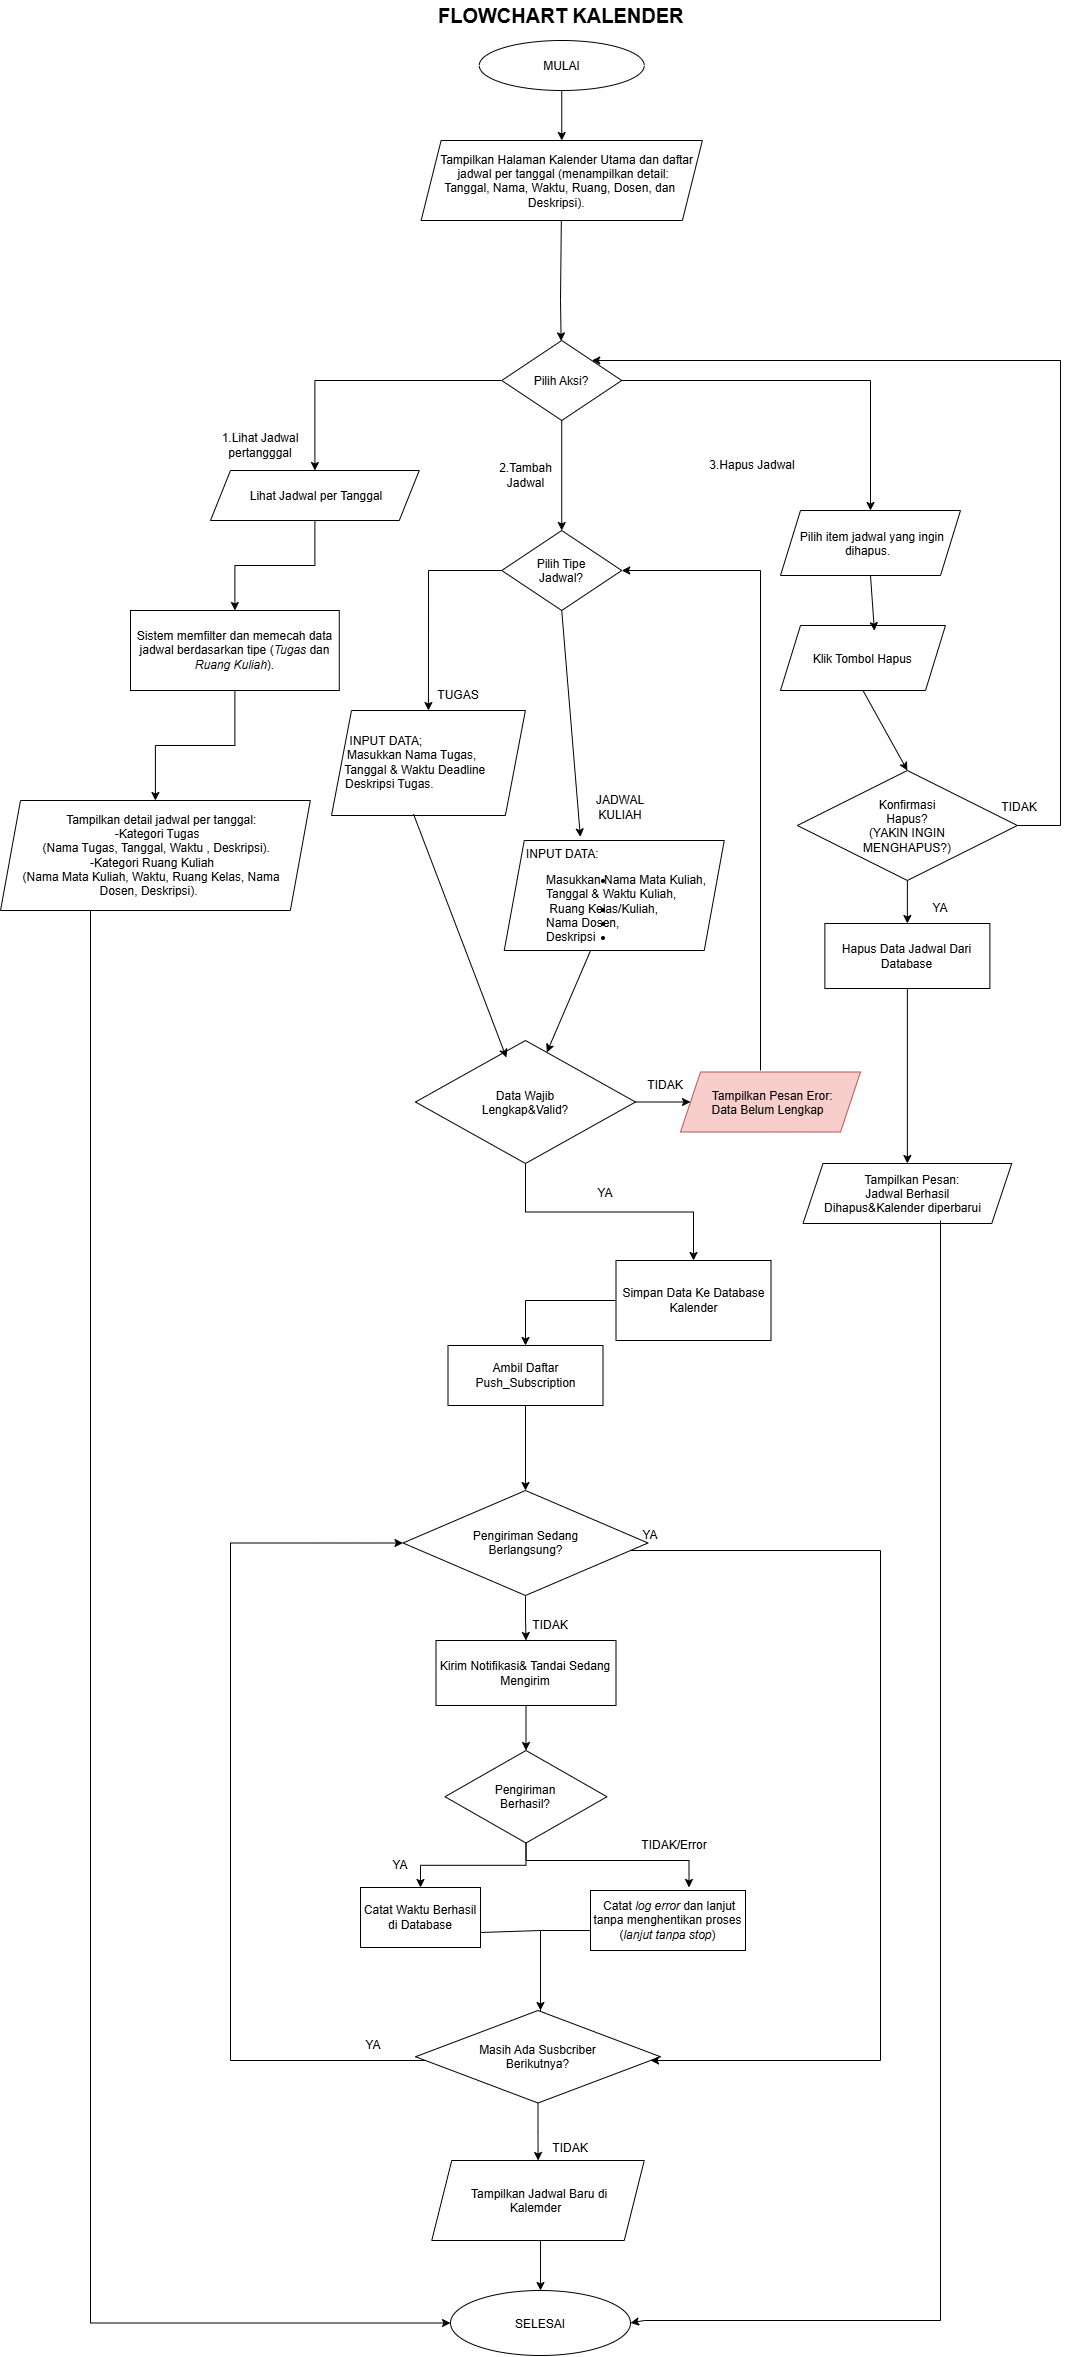 FLOWCHART KALENDER
MULAI
Tampilkan Halaman Kalender Utama dan daftar
jadwal per tanggal (menampilkan detail:
Tanggal, Nama, Waktu, Ruang, Dosen, dan
Deskripsi).
Pilih Aksi?
1.Lihat Jadwal
pertangggal
2.Tambah
Jadwal
3.Hapus Jadwal
Lihat Jadwal per Tanggal
Pilih item jadwal yang ingin
dihapus.
Pilih Tipe
Jadwal?
Sistem memfilter dan memecah data
jadwal berdasarkan tipe (Tugas dan
Ruang Kuliah).
Klik Tombol Hapus
TUGAS
INPUT DATA;
Masukkan Nama Tugas,
Tanggal & Waktu Deadline
Deskripsi Tugas.
JADWAL
KULIAH
Konfirmasi
Hapus?
(YAKIN INGIN
MENGHAPUS?)
TIDAK
Tampilkan detail jadwal per tanggal:
-Kategori Tugas
(Nama Tugas, Tanggal, Waktu , Deskripsi).
-Kategori Ruang Kuliah
(Nama Mata Kuliah, Waktu, Ruang Kelas, Nama
Dosen, Deskripsi).
INPUT DATA:
Masukkan Nama Mata Kuliah,
Tanggal & Waktu Kuliah,
Ruang Kelas/Kuliah,
Nama Dosen,
Deskripsi
YA
Hapus Data Jadwal Dari
Database
Data Wajib
Lengkap&Valid?
TIDAK
Tampilkan Pesan Eror:
Data Belum Lengkap
YA
Tampilkan Pesan:
Jadwal Berhasil
Dihapus&Kalender diperbarui
Simpan Data Ke Database
Kalender
Ambil Daftar
Push_Subscription
Pengiriman Sedang
Berlangsung?
YA
TIDAK
Kirim Notifikasi& Tandai Sedang
Mengirim
Pengiriman
Berhasil?
YA
TIDAK/Error
Catat Waktu Berhasil
di Database
Catat log error dan lanjut
tanpa menghentikan proses
(lanjut tanpa stop)
Masih Ada Susbcriber
Berikutnya?
YA
TIDAK
Tampilkan Jadwal Baru di
Kalemder
SELESAI